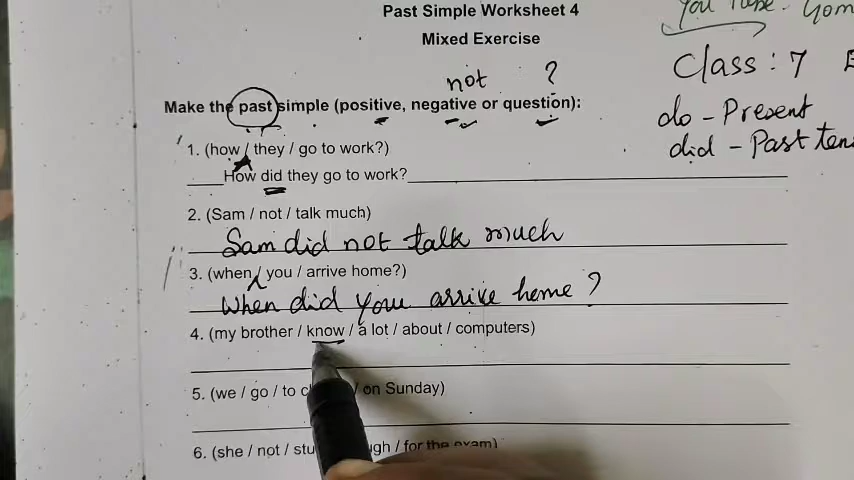 Past Simple Worksheet 4
You Tube.
Mixed Exercise
Class : 7
not ?
Make the past simple (positive, negative or question):
do - Present
did - Past ten
1. (how / they / go to work?)
How did they go to work?
2. (Sam / not / talk much)
Sam did not talk much
3. (when / you / arrive home?)
When did you arrive home ?
4. (my brother / know / a lot / about / computers)
5. (we / go / to / on Sunday)
6. (she / not / for the exam)